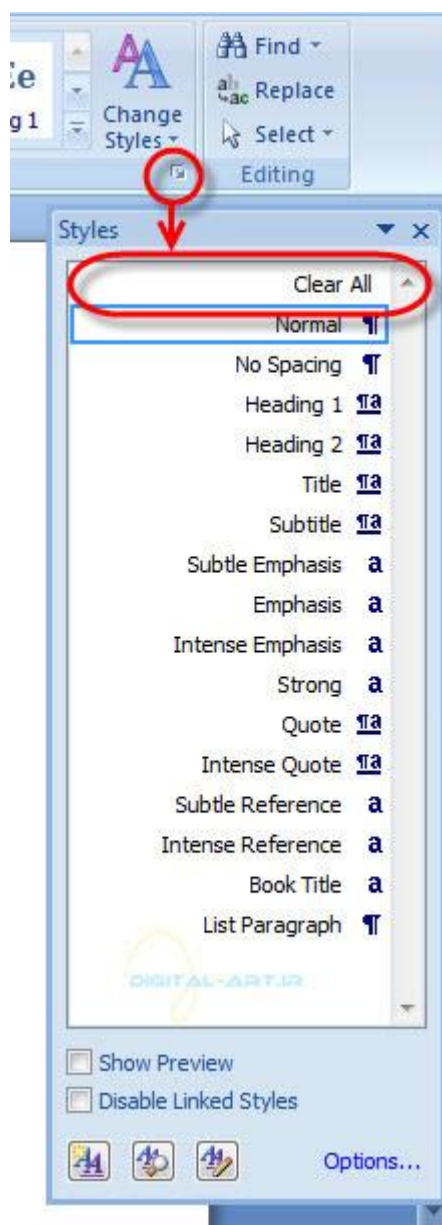 Find
Replace
Select
Change
Styles
g 1
Editing
Styles
Clear All
Normal
No Spacing
Heading 1
Heading 2
Title
Subtitle
Subtle Emphasis
Emphasis
Intense Emphasis
Strong
Quote
Intense Quote
Subtle Reference
Intense Reference
Book Title
List Paragraph
DIGITAL-ART.IR
Show Preview
Disable Linked Styles
Options...